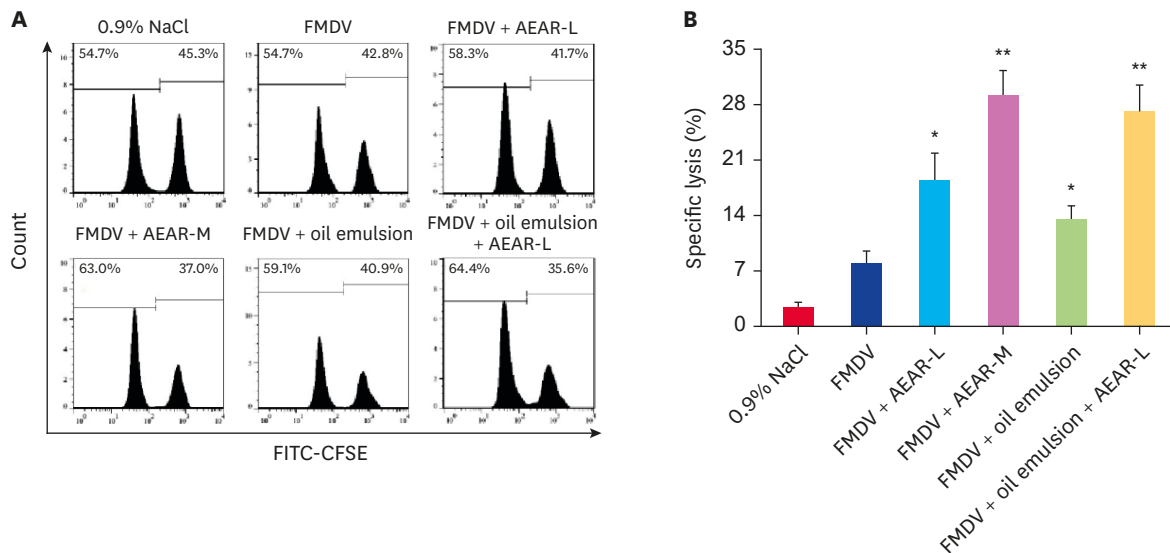 A
0.9% NaCl
54.7% 45.3%
FMDV
54.7% 42.8%
FMDV + AEAR-L
58.3% 41.7%
FMDV + AEAR-M
63.0% 37.0%
FMDV + oil emulsion
59.1% 40.9%
FMDV + oil emulsion
+ AEAR-L
64.4% 35.6%
Count
FITC-CFSE
B
Specific lysis (%)
35
28
21
14
7
0
*
**
*
**
0.9% NaCl
FMDV
FMDV + AEAR-L
FMDV + AEAR-M
FMDV + oil emulsion
FMDV + oil emulsion + AEAR-L